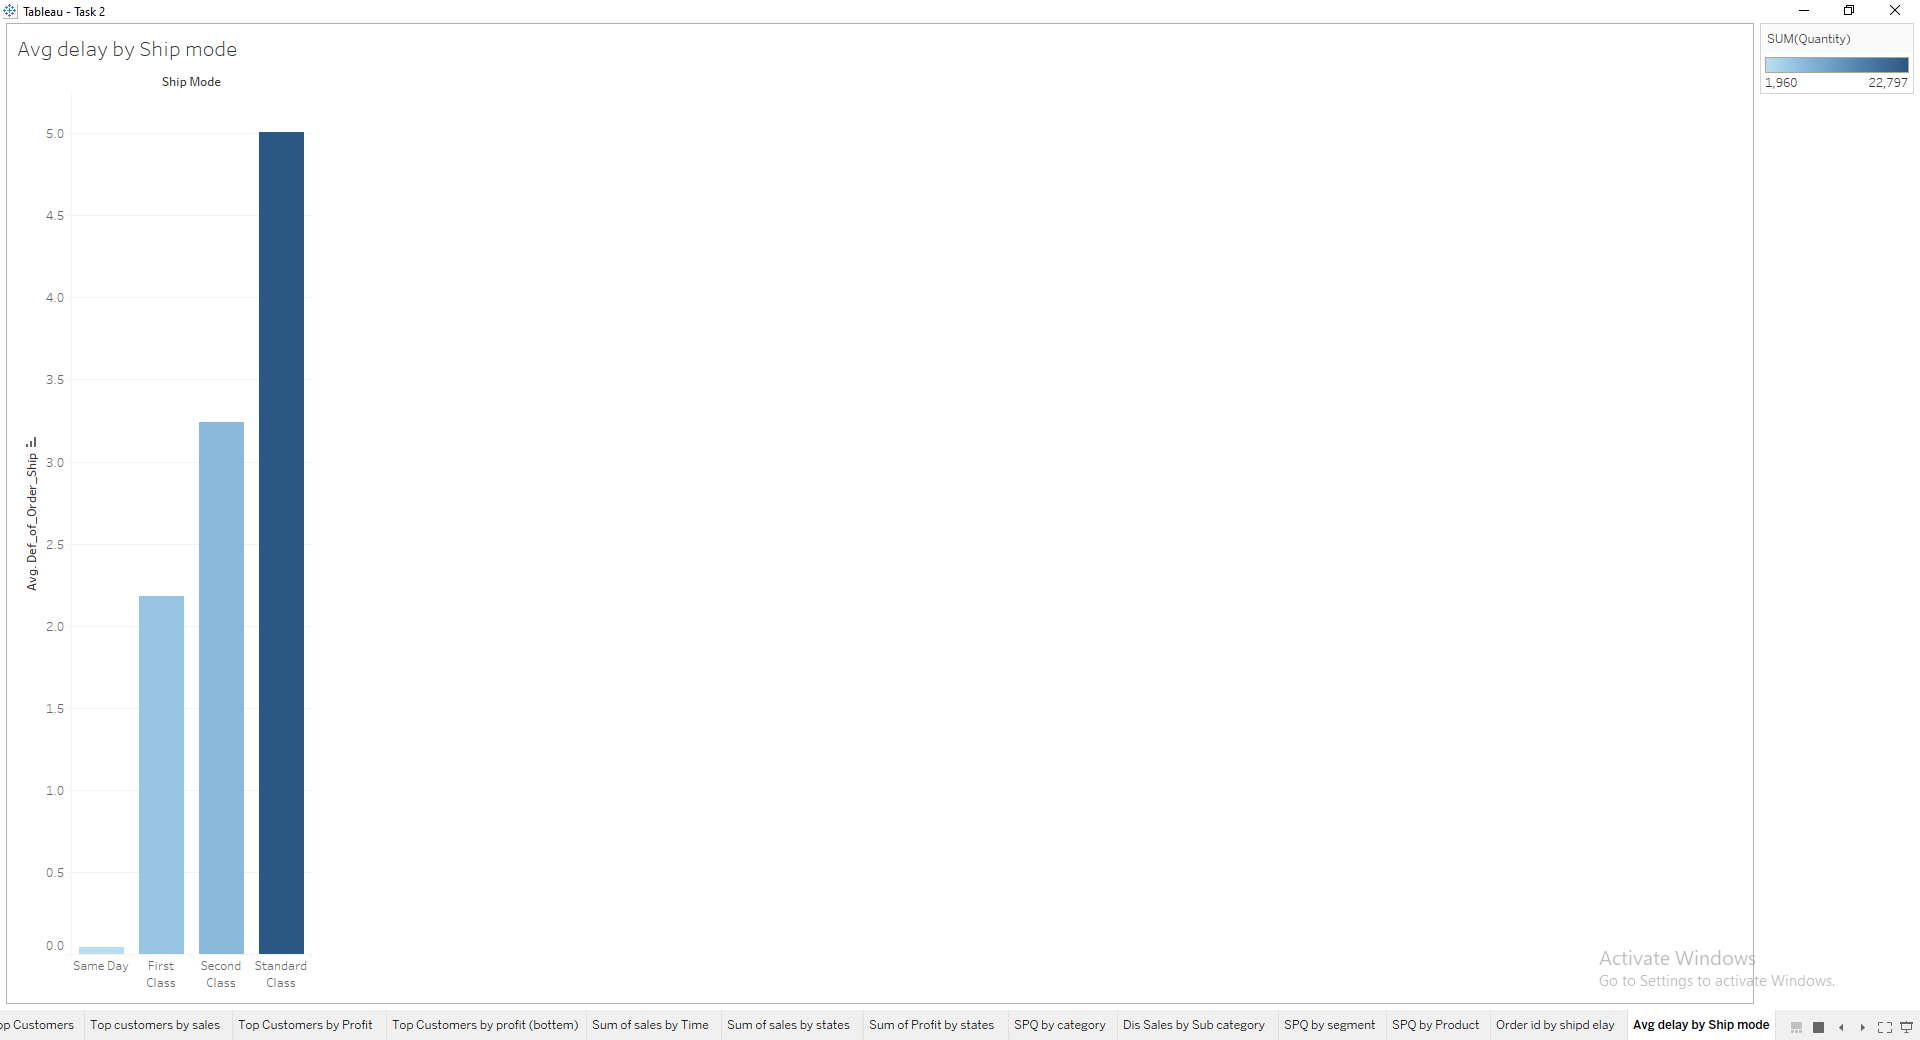 Tableau - Task 2
Avg delay by Ship mode
SUM(Quantity)
1,960 22,797
Ship Mode
5.0
4.5
4.0
3.5
3.0
2.5
2.0
1.5
1.0
0.5
0.0
Avg. Def_of_Order_Ship
Same Day
First
Class
Second
Class
Standard
Class
Activate Windows
Go to Settings to activate Windows.
op Customers
Top customers by sales
Top Customers by Profit
Top Customers by profit (bottem)
Sum of sales by Time
Sum of sales by states
Sum of Profit by states
SPQ by category
Dis Sales by Sub category
SPQ by segment
SPQ by Product
Order id by shipd elay
Avg delay by Ship mode